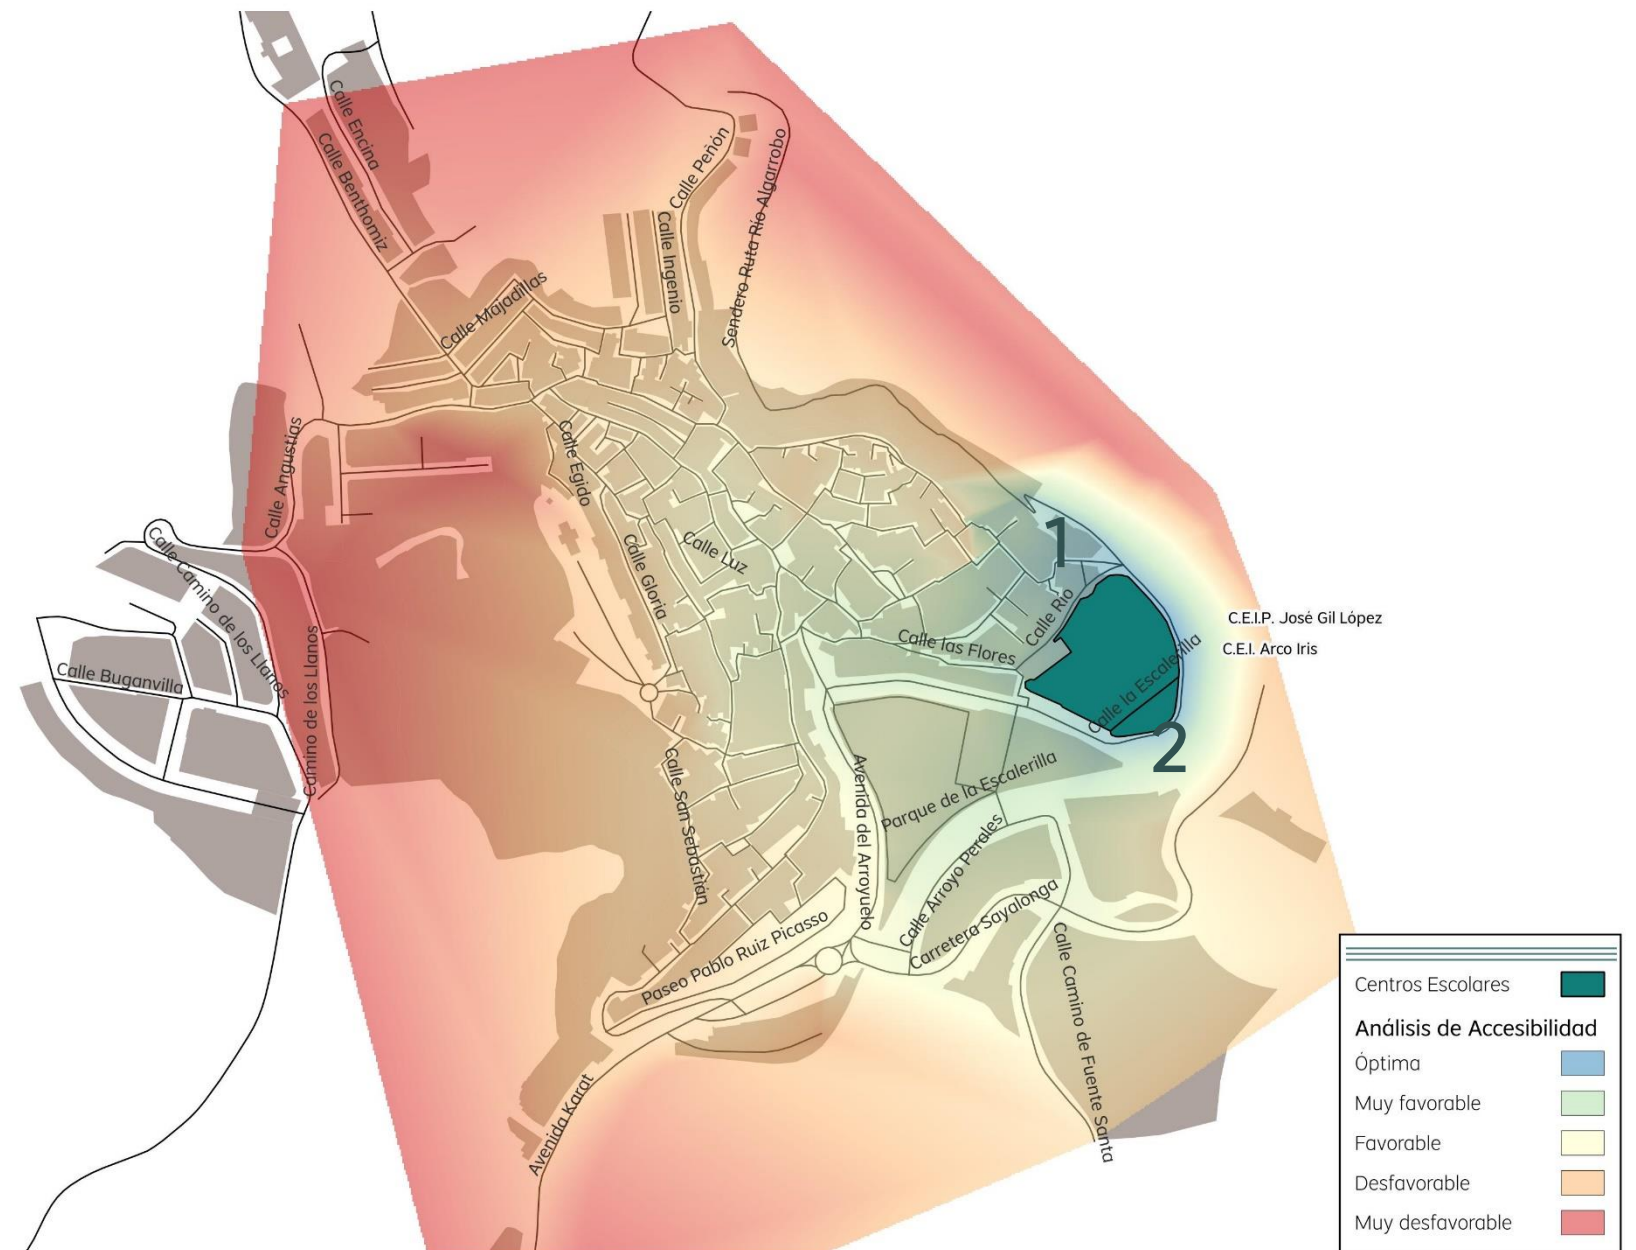 Calle Encina
Calle Benthomiz
Calle Peñón
Sendero Ruta Río Algarrobo
Calle Ingenio
Calle Majadillas
Calle Angustias
Calle Egido
Calle Luz
Calle Gloria
1
Calle Río
Calle las Flores
Calle la Escalerilla
C.E.I.P. José Gil López
C.E.I. Arco Iris
2
Calle Camino de los Llanos
Calle Buganvilla
Camino de los Llanos
Calle San Sebastián
Avenida del Arroyuelo
Parque de la Escalerilla
Calle Arroyo Perales
Carretera Sayalonga
Paseo Pablo Ruiz Picasso
Calle Camino de Fuente Santa
Avenida Karat
Centros Escolares
Análisis de Accesibilidad
Óptima
Muy favorable
Favorable
Desfavorable
Muy desfavorable